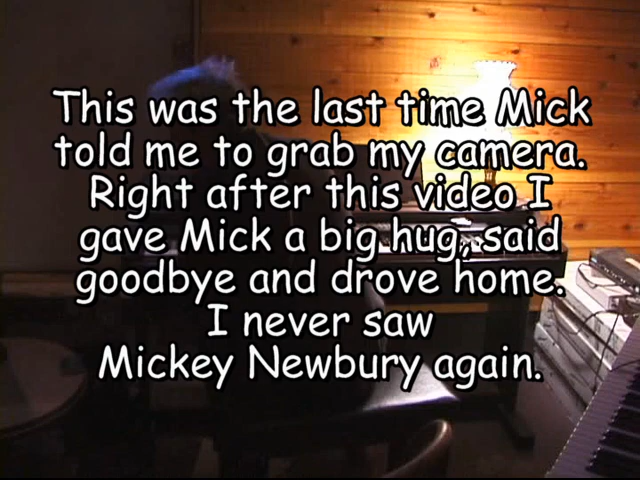 This was the last time Mick
told me to grab my camera.
Right after this video I
gave Mick a big hug, said
goodbye and drove home.
I never saw
Mickey Newbury again.